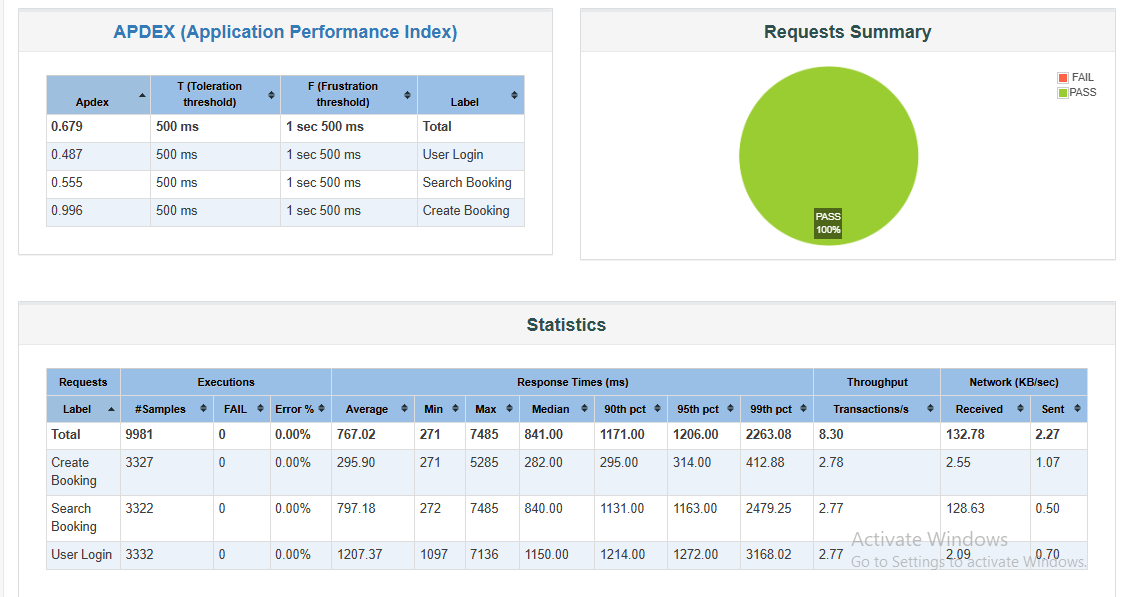 APDEX (Application Performance Index)
Apdex T (Toleration threshold) F (Frustration threshold) Label
0.679 500 ms 1 sec 500 ms Total
0.487 500 ms 1 sec 500 ms User Login
0.555 500 ms 1 sec 500 ms Search Booking
0.996 500 ms 1 sec 500 ms Create Booking
Requests Summary
FAIL
PASS
PASS
100%
Statistics
Requests Executions Response Times (ms) Throughput Network (KB/sec)
Label #Samples FAIL Error % Average Min Max Median 90th pct 95th pct 99th pct Transactions/s Received Sent
Total 9981 0 0.00% 767.02 271 7485 841.00 1171.00 1206.00 2263.08 8.30 132.78 2.27
Create Booking 3327 0 0.00% 295.90 271 5285 282.00 295.00 314.00 412.88 2.78 2.55 1.07
Search Booking 3322 0 0.00% 797.18 272 7485 840.00 1131.00 1163.00 2479.25 2.77 128.63 0.50
User Login 3332 0 0.00% 1207.37 1097 7136 1150.00 1214.00 1272.00 3168.02 2.77 2.09 0.70
Activate Windows
Go to Settings to activate Windows.